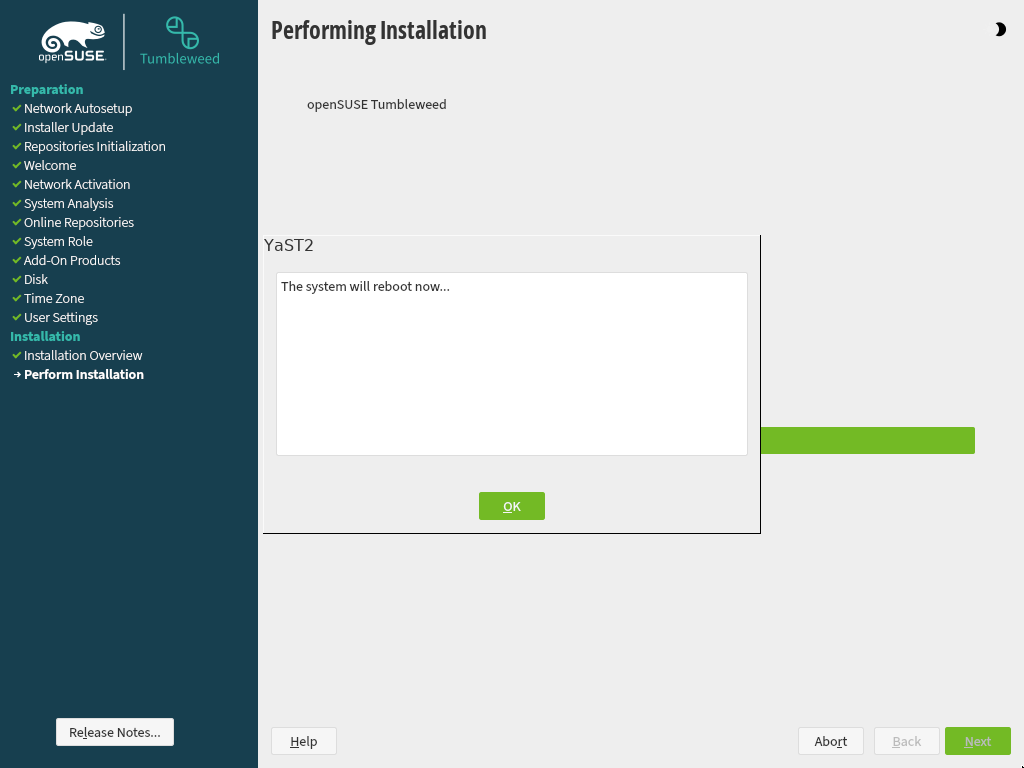 openSUSE
Tumbleweed
Preparation
Network Autosetup
Installer Update
Repositories Initialization
Welcome
Network Activation
System Analysis
Online Repositories
System Role
Add-On Products
Disk
Time Zone
User Settings
Installation
Installation Overview
Perform Installation
Release Notes...
Performing Installation
openSUSE Tumbleweed
YaST2
The system will reboot now...
OK
Help
Abort
Back
Next